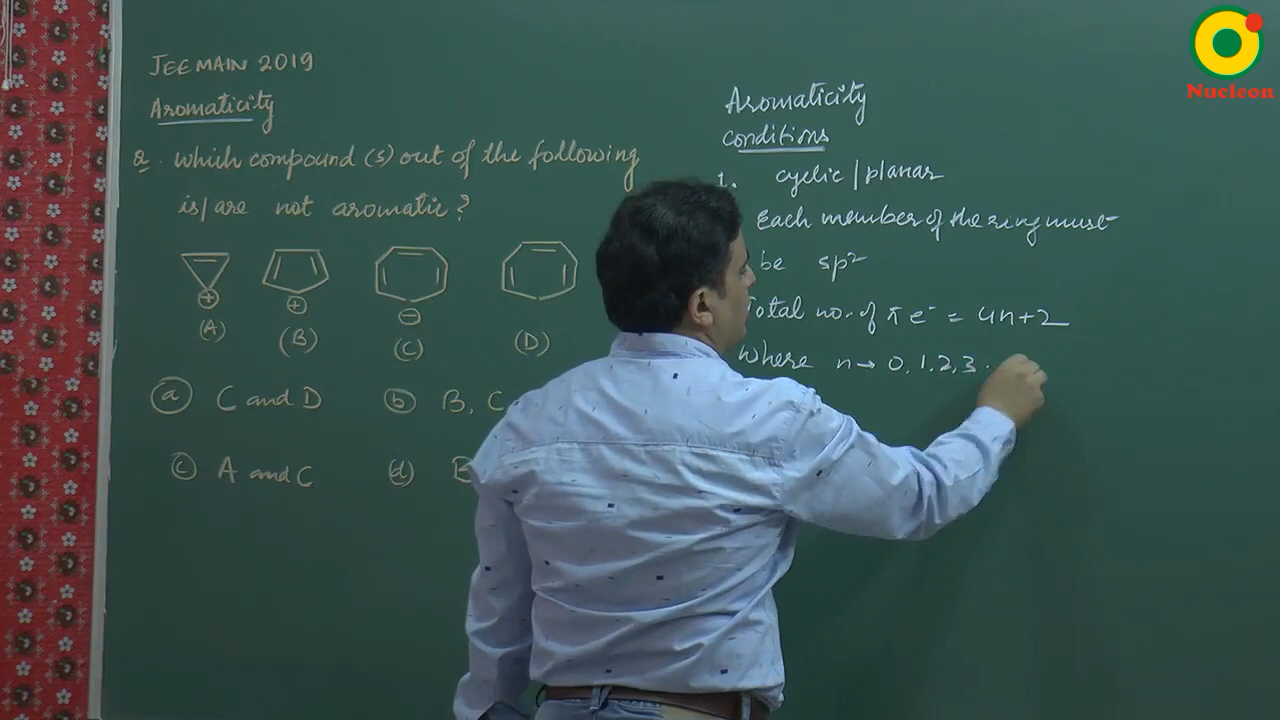 JEE MAIN 2019
Aromaticity
Q. which compound (s) out of the following
is/are not aromatic?
+ + -
(A) (B) (C) (D)
a C and D b B, C
c A and C d
Aromaticity
conditions
1. cyclic / planar
Each member of the ring must
be sp²
Total no. of π e⁻ = 4n+2
Where n → 0, 1, 2, 3 .
Nucleon